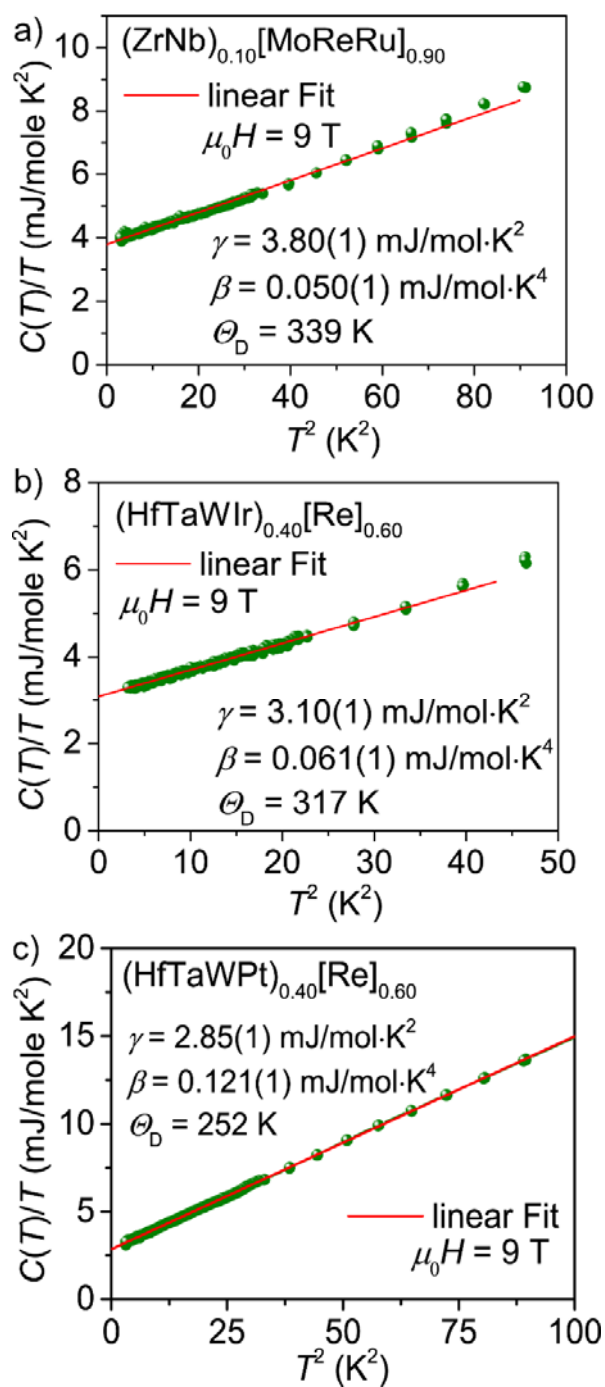 a)
(ZrNb)0.10[MoReRu]0.90
linear Fit
μ0H = 9 T
γ = 3.80(1) mJ/mol·K2
β = 0.050(1) mJ/mol·K4
ΘD = 339 K
C(T)/T (mJ/mole K2)
10
8
6
4
2
0
0 20 40 60 80 100
T2 (K2)
b)
(HfTaWIr)0.40[Re]0.60
linear Fit
μ0H = 9 T
γ = 3.10(1) mJ/mol·K2
β = 0.061(1) mJ/mol·K4
ΘD = 317 K
C(T)/T (mJ/mole K2)
8
6
4
2
0
0 10 20 30 40 50
T2 (K2)
c)
(HfTaWPt)0.40[Re]0.60
γ = 2.85(1) mJ/mol·K2
β = 0.121(1) mJ/mol·K4
ΘD = 252 K
linear Fit
μ0H = 9 T
C(T)/T (mJ/mole K2)
20
15
10
5
0
0 25 50 75 100
T2 (K2)